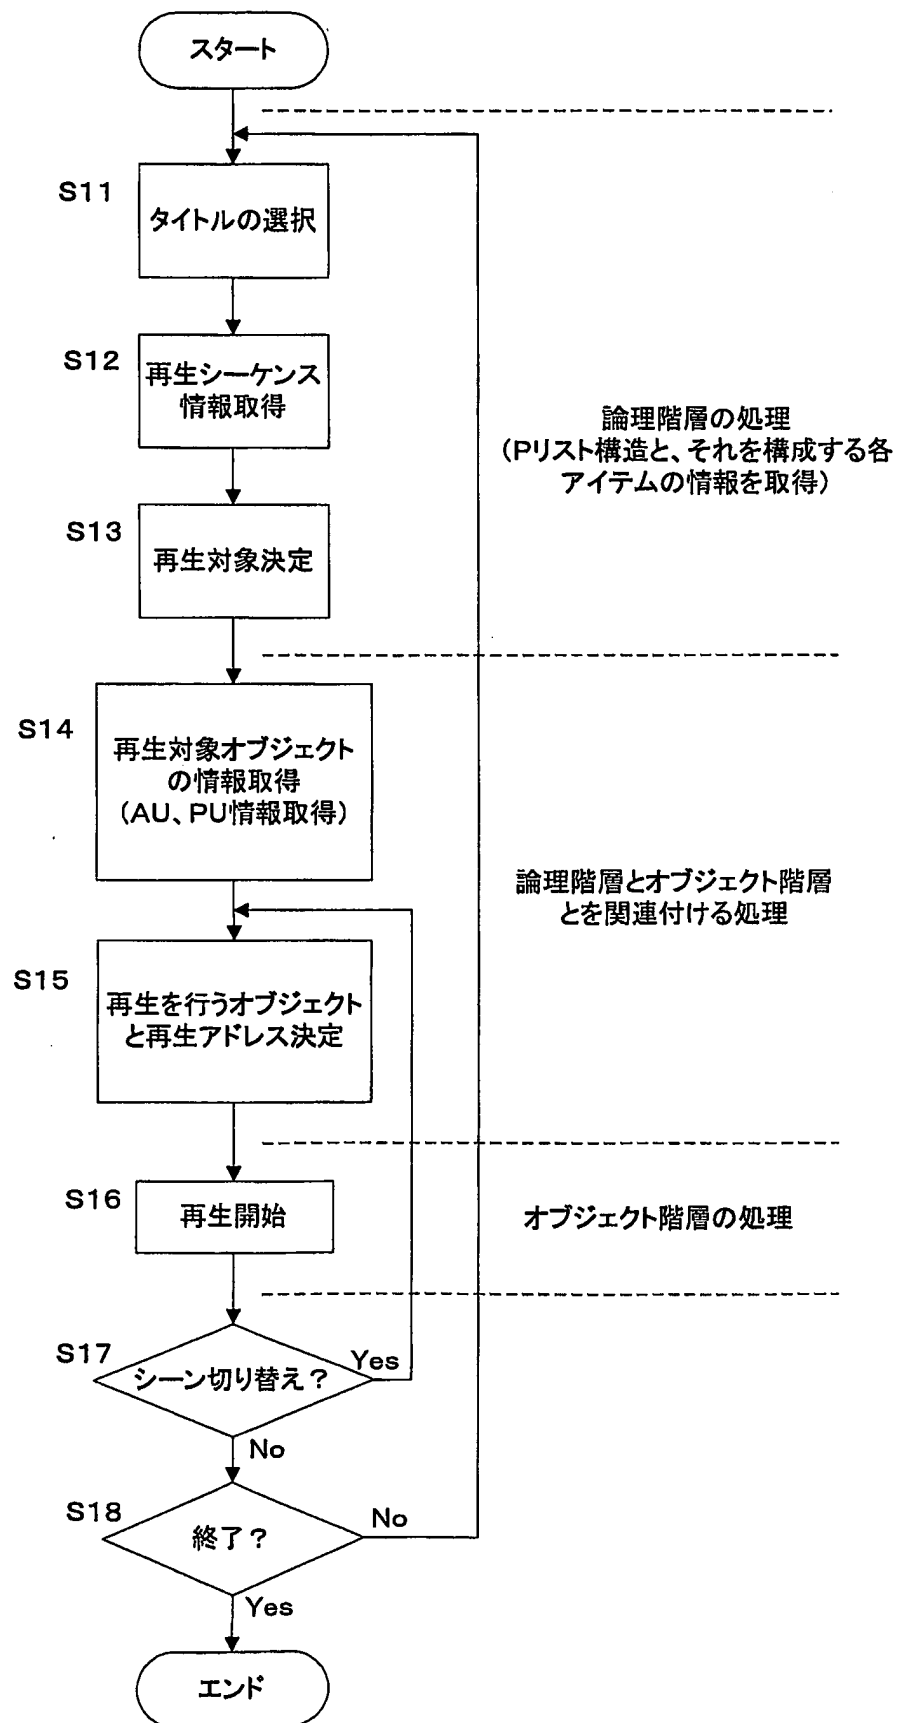 スタート
S11
タイトルの選択
S12
再生シーケンス
情報取得
論理階層の処理
(Pリスト構造と、それを構成する各
アイテムの情報を取得)
S13
再生対象決定
S14
再生対象オブジェクト
の情報取得
(AU、PU情報取得)
論理階層とオブジェクト階層
とを関連付ける処理
S15
再生を行うオブジェクト
と再生アドレス決定
S16
再生開始
オブジェクト階層の処理
S17
シーン切り替え?
Yes
No
S18
終了?
No
Yes
エンド